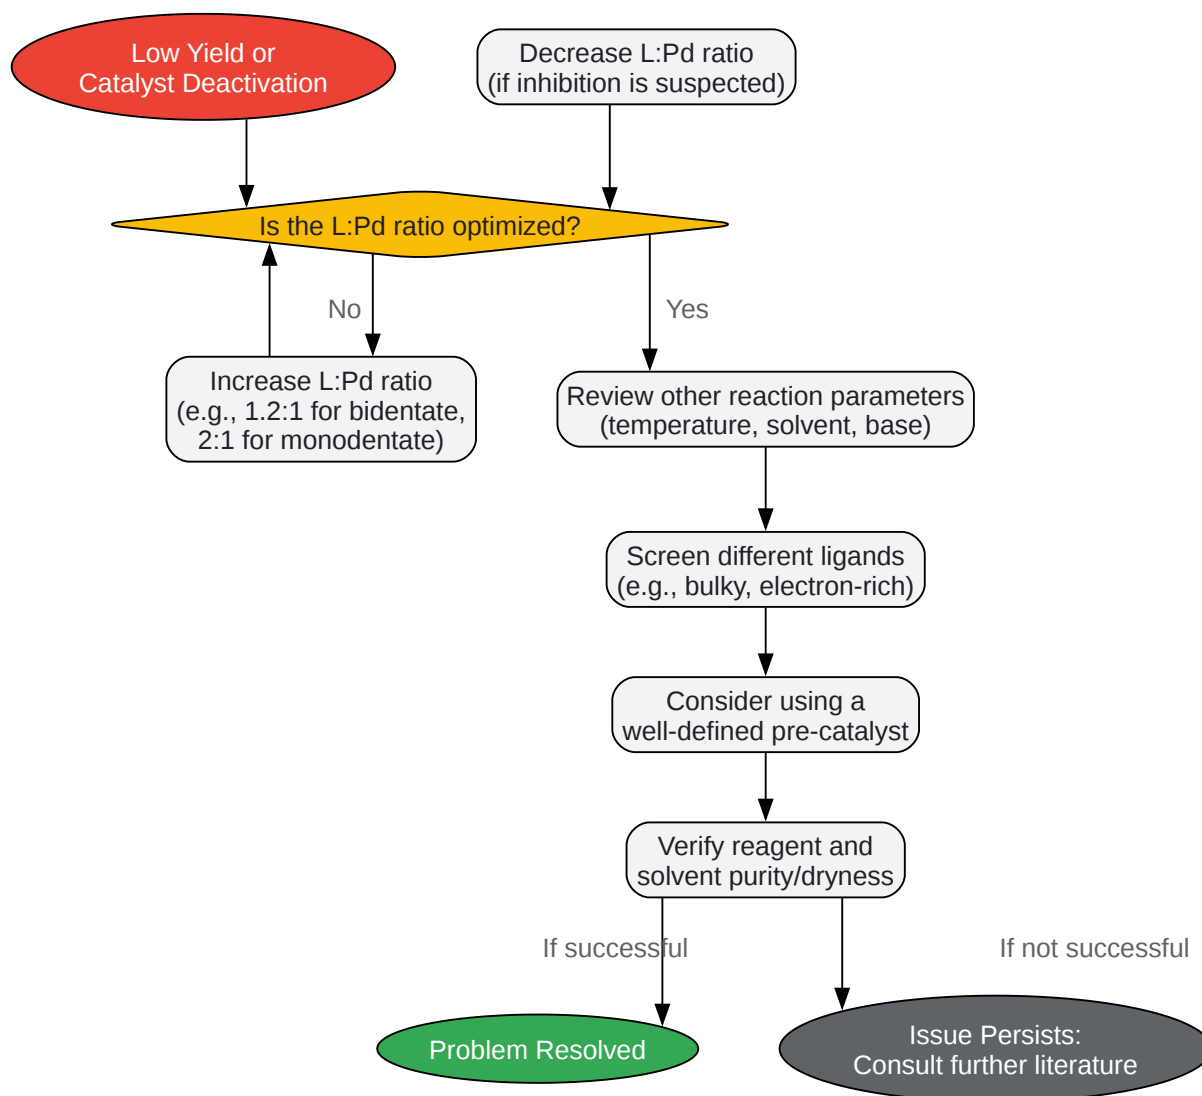 Low Yield or
Catalyst Deactivation
Decrease L:Pd ratio
(if inhibition is suspected)
Is the L:Pd ratio optimized?
No
Yes
Increase L:Pd ratio
(e.g., 1.2:1 for bidentate,
2:1 for monodentate)
Review other reaction parameters
(temperature, solvent, base)
Screen different ligands
(e.g., bulky, electron-rich)
Consider using a
well-defined pre-catalyst
Verify reagent and
solvent purity/dryness
If successful
If not successful
Problem Resolved
Issue Persists:
Consult further literature